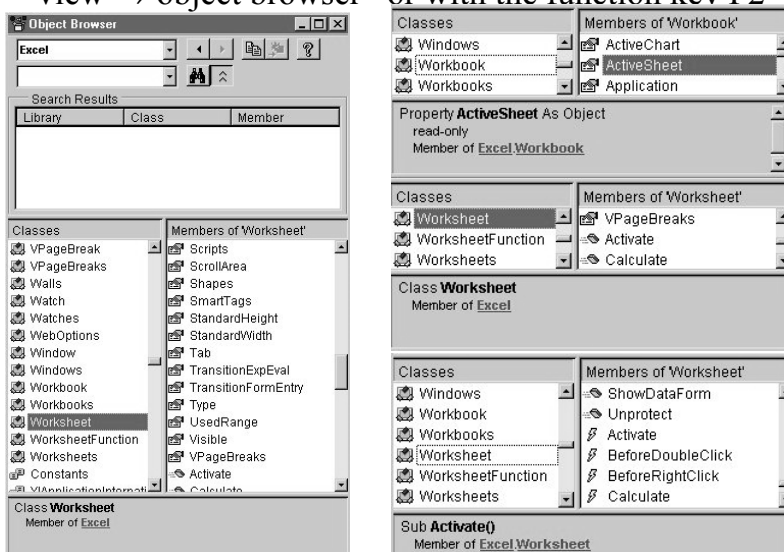 view → object browser or with the function key F2
Object Browser
Excel
Search Results
Library Class Member
Classes
VPageBreak
VPageBreaks
Walls
Watch
Watches
WebOptions
Window
Windows
Workbook
Workbooks
Worksheet
WorksheetFunction
Worksheets
Constants
Members of 'Worksheet'
Scripts
ScrollArea
Shapes
SmartTags
StandardHeight
StandardWidth
Tab
TransitionExpEval
TransitionFormEntry
Type
UsedRange
Visible
VPageBreaks
Activate
Calculate
Class Worksheet
Member of Excel
Classes
Windows
Workbook
Workbooks
Members of 'Workbook'
ActiveChart
ActiveSheet
Application
Property ActiveSheet As Object
read-only
Member of Excel.Workbook
Classes
Worksheet
WorksheetFunction
Worksheets
Members of 'Worksheet'
VPageBreaks
Activate
Calculate
Class Worksheet
Member of Excel
Classes
Windows
Workbook
Workbooks
Worksheet
WorksheetFunction
Worksheets
Members of 'Worksheet'
ShowDataForm
Unprotect
Activate
BeforeDoubleClick
BeforeRightClick
Calculate
Sub Activate()
Member of Excel.Worksheet